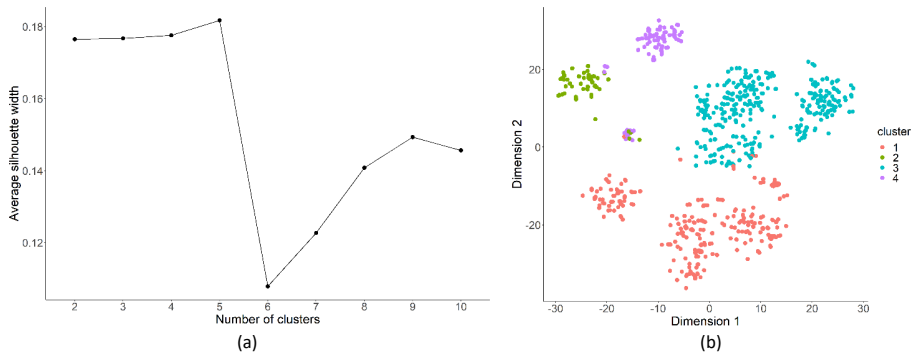 0.18
0.16
0.14
0.12
Average silhouette width
2 3 4 5 6 7 8 9 10
Number of clusters
(a)
20
0
-20
Dimension 2
-30 -20 -10 0 10 20 30
Dimension 1
cluster
1
2
3
4
(b)